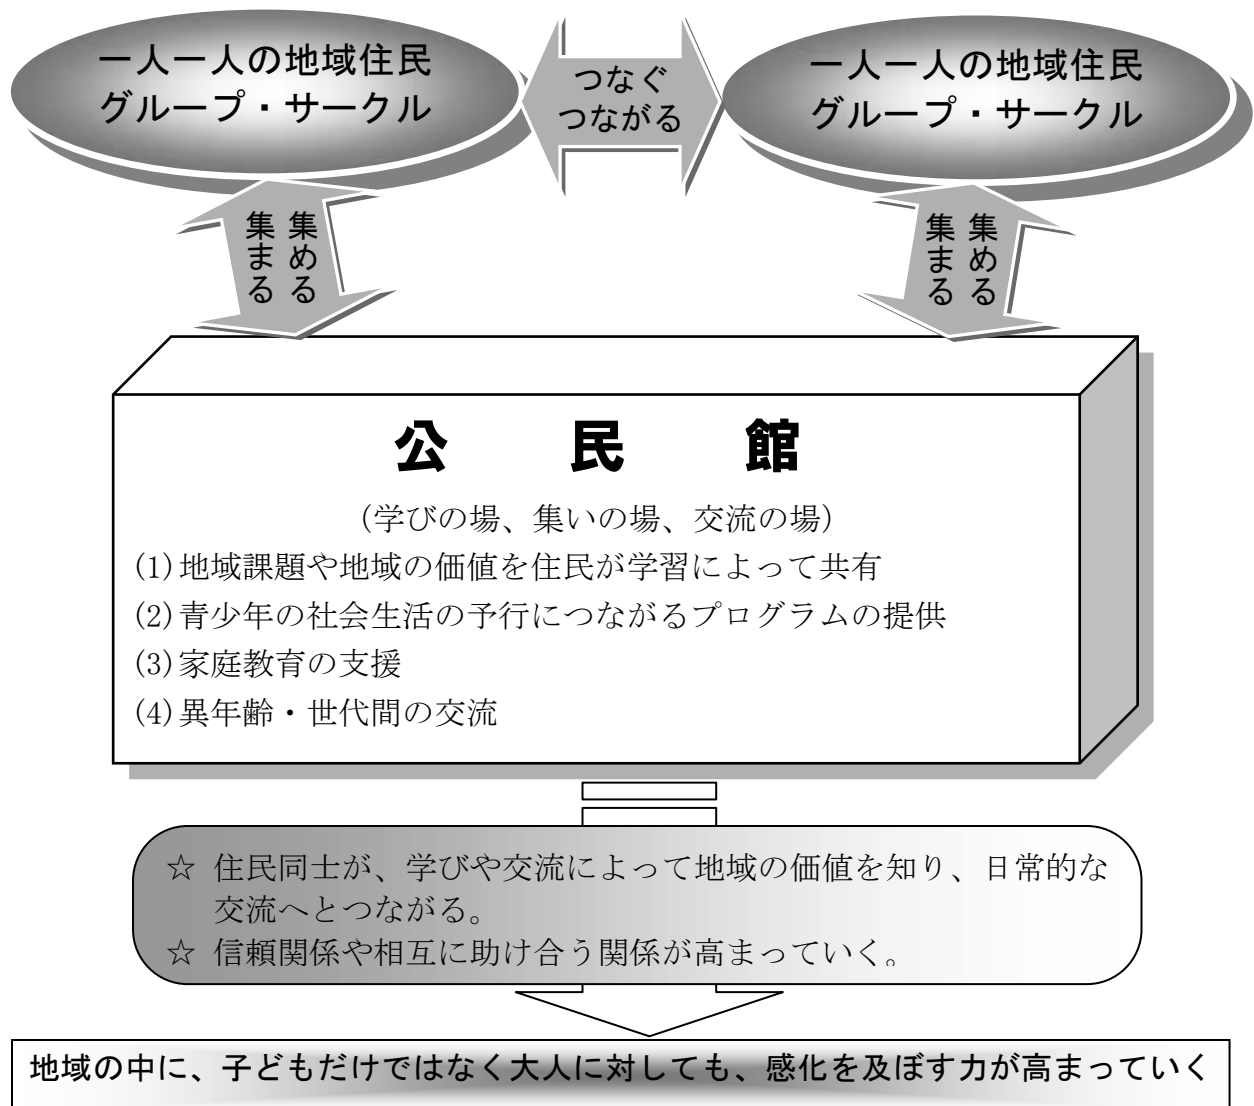 一人一人の地域住民
グループ・サークル
つなぐ
つながる
一人一人の地域住民
グループ・サークル
集める
集まる
集める
集まる
公民館
(学びの場、集いの場、交流の場)
(1)地域課題や地域の価値を住民が学習によって共有
(2)青少年の社会生活の予行につながるプログラムの提供
(3)家庭教育の支援
(4)異年齢・世代間の交流
☆ 住民同士が、学びや交流によって地域の価値を知り、日常的な
交流へとつながる。
☆ 信頼関係や相互に助け合う関係が高まっていく。
地域の中に、子どもだけではなく大人に対しても、感化を及ぼす力が高まっていく